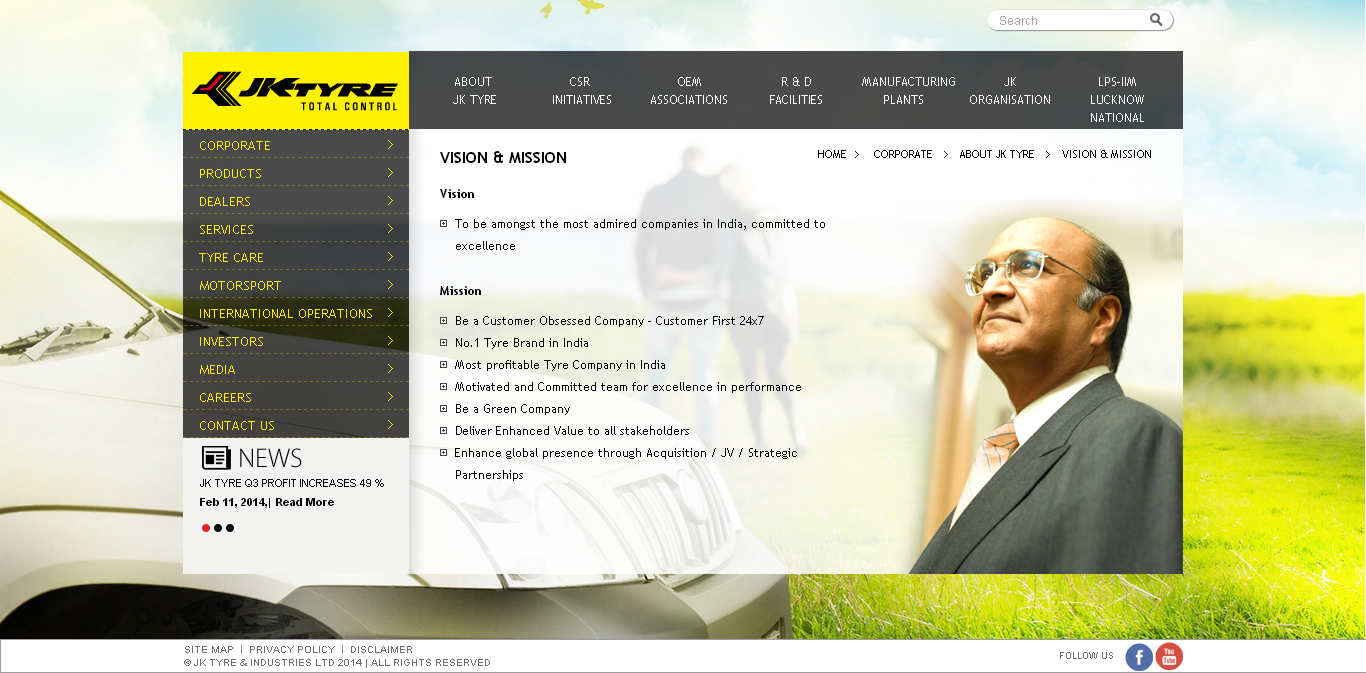 Search
JK TYRE
TOTAL CONTROL
ABOUT
JK TYRE
CSR
INITIATIVES
OEM
ASSOCIATIONS
R & D
FACILITIES
MANUFACTURING
PLANTS
JK
ORGANISATION
LPS-IIM
LUCKNOW
NATIONAL
CORPORATE
PRODUCTS
DEALERS
SERVICES
TYRE CARE
MOTORSPORT
INTERNATIONAL OPERATIONS
INVESTORS
MEDIA
CAREERS
CONTACT US
NEWS
JK TYRE Q3 PROFIT INCREASES 49 %
Feb 11, 2014,| Read More
VISION & MISSION
HOME > CORPORATE > ABOUT JK TYRE > VISION & MISSION
Vision
To be amongst the most admired companies in India, committed to
excellence
Mission
Be a Customer Obsessed Company - Customer First 24x7
No.1 Tyre Brand in India
Most profitable Tyre Company in India
Motivated and Committed team for excellence in performance
Be a Green Company
Deliver Enhanced Value to all stakeholders
Enhance global presence through Acquisition / JV / Strategic
Partnerships
SITE MAP | PRIVACY POLICY | DISCLAIMER
© JK TYRE & INDUSTRIES LTD 2014 | ALL RIGHTS RESERVED
FOLLOW US
f
You
Tube